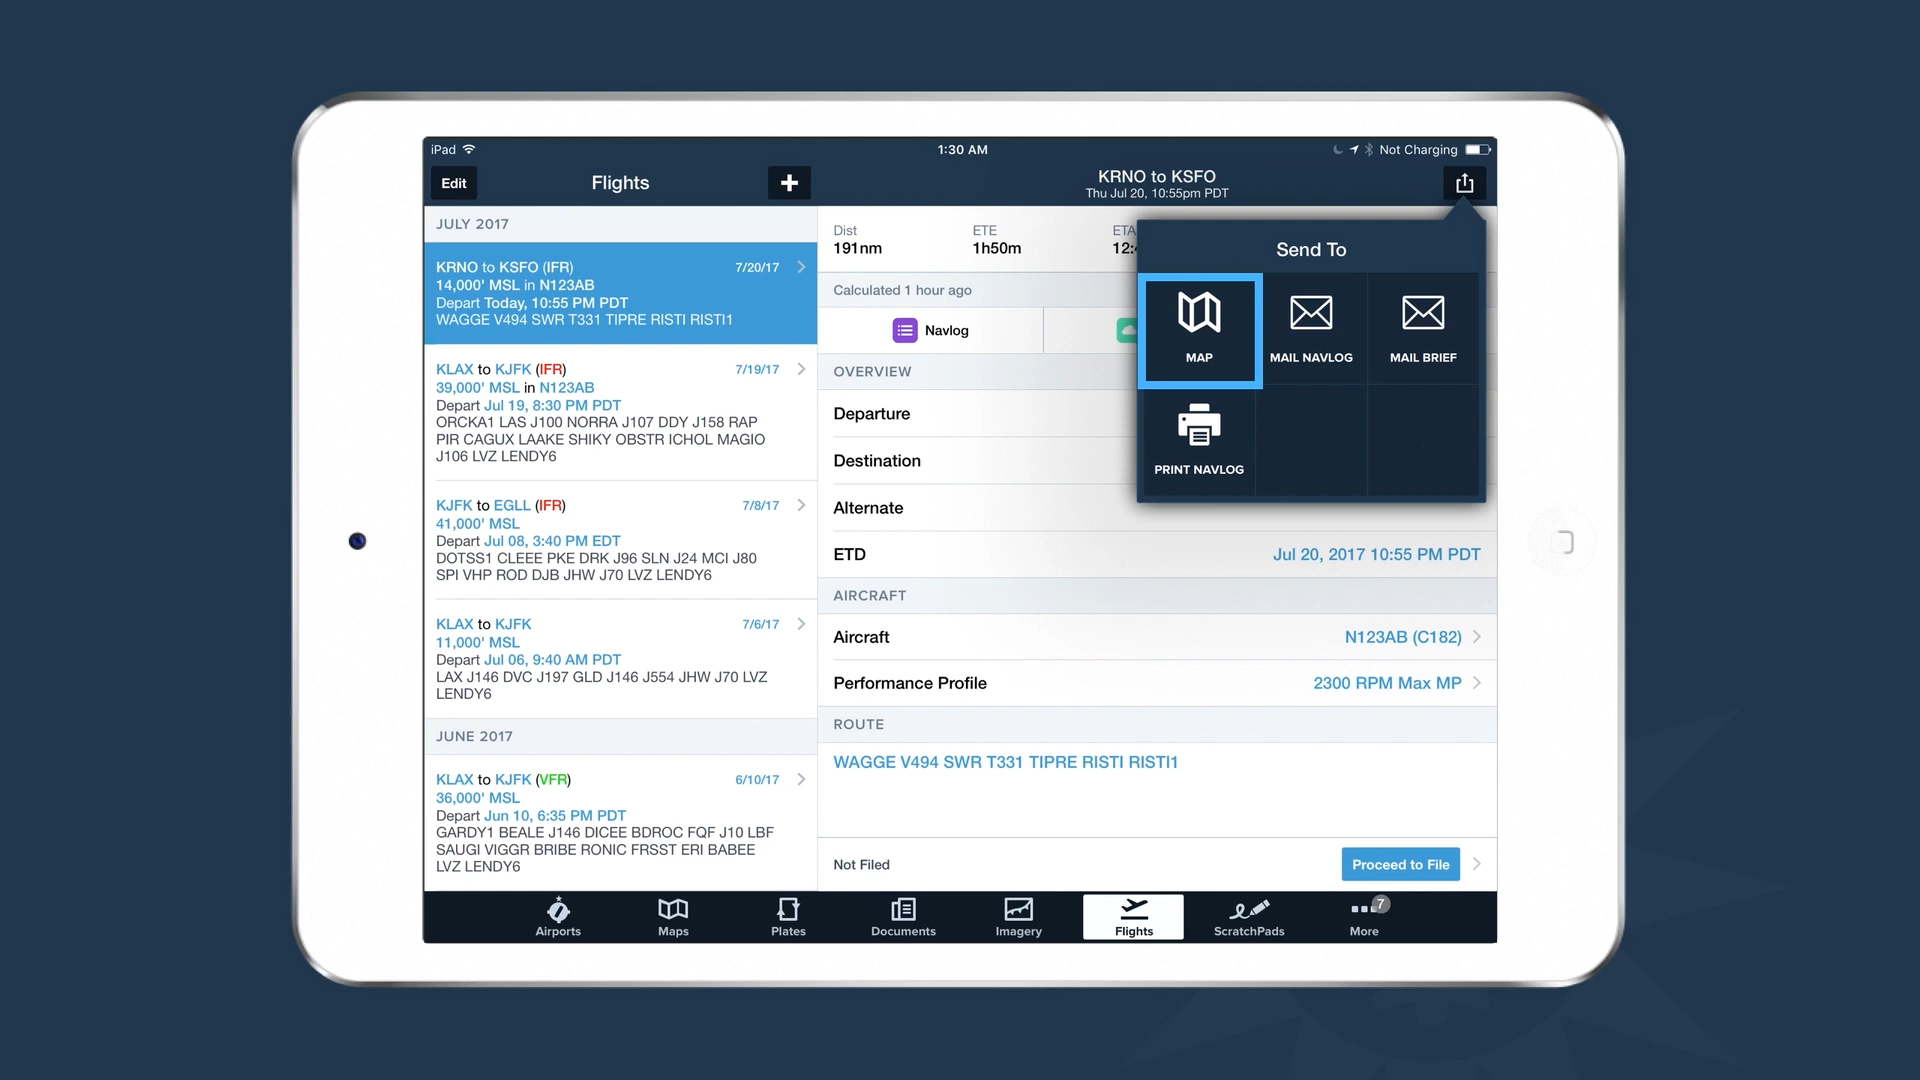 iPad
1:30 AM
Not Charging
Edit
Flights
KRNO to KSFO
Thu Jul 20, 10:55pm PDT
JULY 2017
KRNO to KSFO (IFR)
7/20/17
14,000' MSL in N123AB
Depart Today, 10:55 PM PDT
WAGGE V494 SWR T331 TIPRE RISTI RISTI1
KLAX to KJFK (IFR)
7/19/17
39,000' MSL in N123AB
Depart Jul 19, 8:30 PM PDT
ORCKA1 LAS J100 NORRA J107 DDY J158 RAP
PIR CAGUX LAAKE SHIKY OBSTR ICHOL MAGIO
J106 LVZ LENDY6
KJFK to EGLL (IFR)
7/8/17
41,000' MSL
Depart Jul 08, 3:40 PM EDT
DOTSS1 CLEEE PKE DRK J96 SLN J24 MCI J80
SPI VHP ROD DJB JHW J70 LVZ LENDY6
KLAX to KJFK
7/6/17
11,000' MSL
Depart Jul 06, 9:40 AM PDT
LAX J146 DVC J197 GLD J146 J554 JHW J70 LVZ
LENDY6
JUNE 2017
KLAX to KJFK (VFR)
6/10/17
36,000' MSL
Depart Jun 10, 6:35 PM PDT
GARDY1 BEALE J146 DICEE BDROC FQF J10 LBF
SAUGI VIGGR BRIBE RONIC FRSST ERI BABEE
LVZ LENDY6
Dist
ETE
ETA
191nm
1h50m
12:
Calculated 1 hour ago
Navlog
OVERVIEW
Departure
Destination
Alternate
ETD
Jul 20, 2017 10:55 PM PDT
AIRCRAFT
Aircraft
N123AB (C182)
Performance Profile
2300 RPM Max MP
ROUTE
WAGGE V494 SWR T331 TIPRE RISTI RISTI1
Not Filed
Proceed to File
Send To
MAP
MAIL NAVLOG
MAIL BRIEF
PRINT NAVLOG
Airports
Maps
Plates
Documents
Imagery
Flights
ScratchPads
7
More